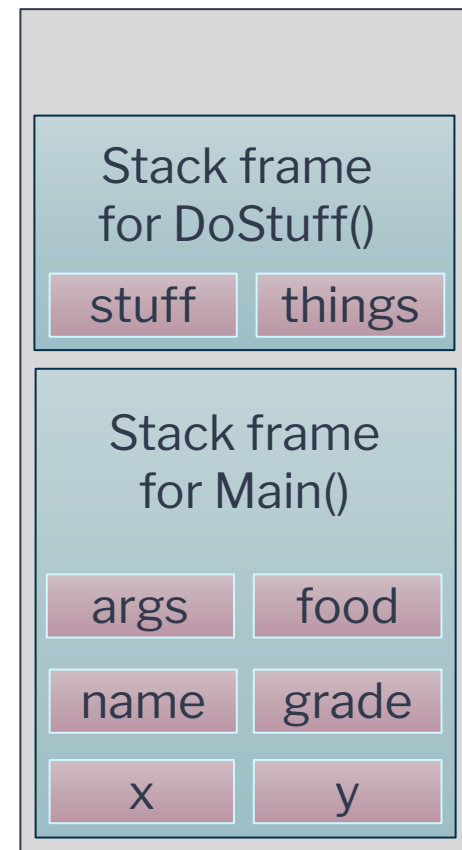 Stack frame
for DoStuff()
stuff things
Stack frame
for Main()
args food
name grade
x y